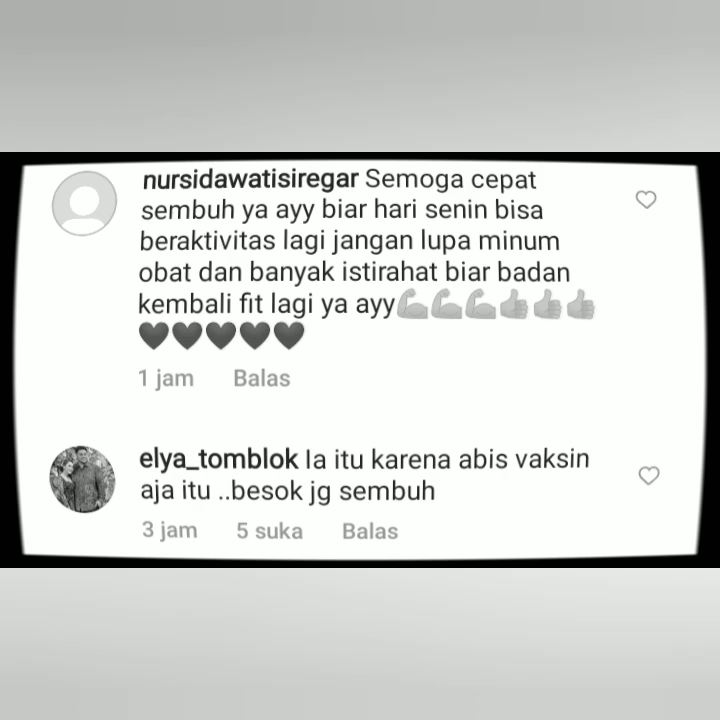 nursidawatisiregar Semoga cepat
sembuh ya ayy biar hari senin bisa
beraktivitas lagi jangan lupa minum
obat dan banyak istirahat biar badan
kembali fit lagi ya ayy💪💪💪👍👍👍
🖤🖤🖤🖤🖤
1 jam Balas
elya_tomblok Ia itu karena abis vaksin
aja itu ..besok jg sembuh
3 jam 5 suka Balas